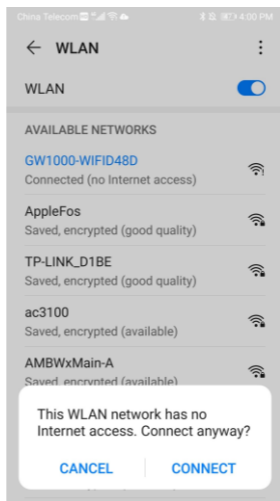 China Telecom
4:00 PM
WLAN
WLAN
AVAILABLE NETWORKS
GW1000-WIFID48D
Connected (no Internet access)
AppleFos
Saved, encrypted (good quality)
TP-LINK_D1BE
Saved, encrypted (good quality)
ac3100
Saved, encrypted (available)
AMBWxMain-A
Saved, encrypted (available)
This WLAN network has no
Internet access. Connect anyway?
CANCEL
CONNECT